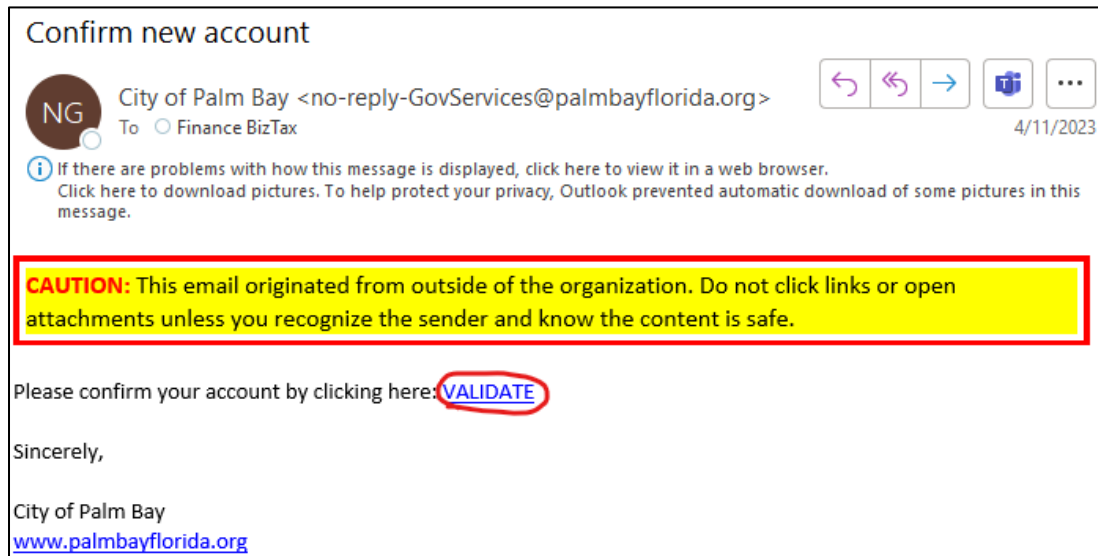 Confirm new account
NG
City of Palm Bay <no-reply-GovServices@palmbayflorida.org>
To Finance BizTax
4/11/2023
If there are problems with how this message is displayed, click here to view it in a web browser.
Click here to download pictures. To help protect your privacy, Outlook prevented automatic download of some pictures in this
message.
CAUTION: This email originated from outside of the organization. Do not click links or open
attachments unless you recognize the sender and know the content is safe.
Please confirm your account by clicking here: VALIDATE
Sincerely,
City of Palm Bay
www.palmbayflorida.org